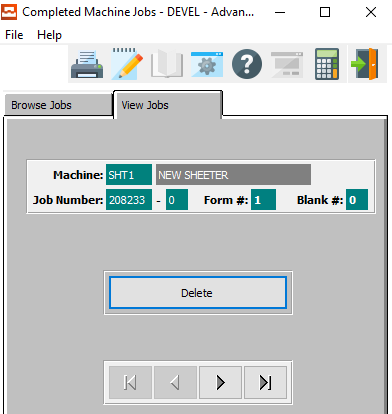 Completed Machine Jobs - DEVEL - Advan...
File Help
Browse Jobs View Jobs
Machine: SHT1 NEW SHEETER
Job Number: 208233 - 0 Form #: 1 Blank #: 0
Delete